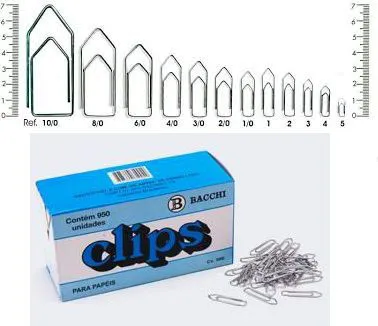 7 7
6 6
5 5
4 4
3 3
2 2
1 1
0 0
Ref. 10/0 8/0 6/0 4/0 3/0 2/0 1/0 1 2 3 4 5
B BACCHI
Contém 950
unidades
clips
PARA PAPÉIS